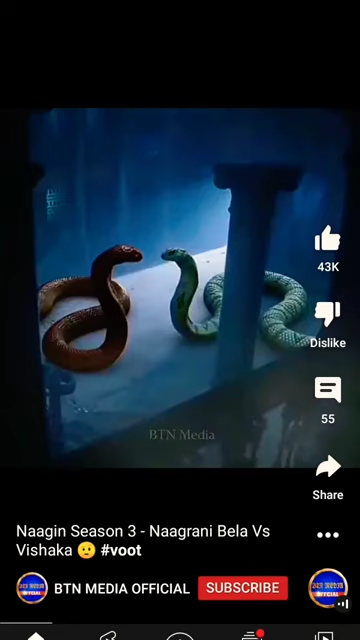 43K
Dislike
55
BTN Media
Share
Naagin Season 3 - Naagrani Bela Vs
Vishaka 😐 #voot
BTN MEDIA OFFICIAL
SUBSCRIBE